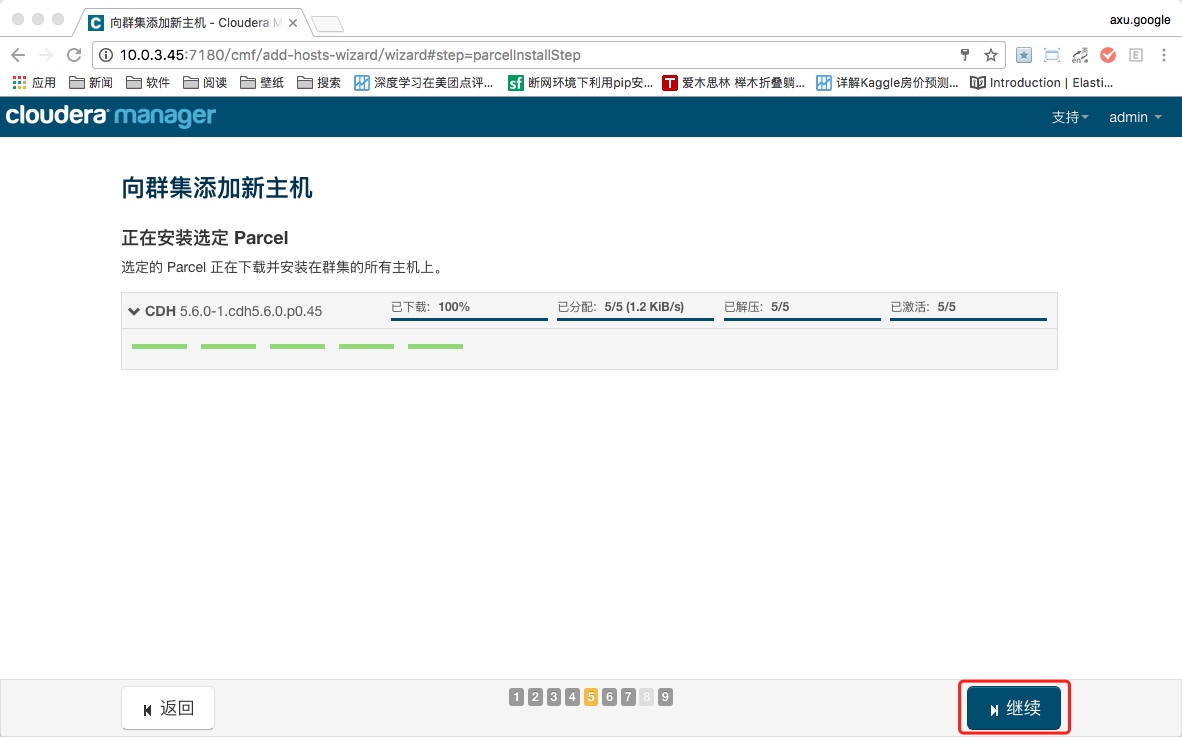 向群集添加新主机 - Cloudera M
axu.google
10.0.3.45:7180/cmf/add-hosts-wizard/wizard#step=parcelInstallStep
应用 新闻 软件 阅读 壁纸 搜索 深度学习在美团点评... sf 断网环境下利用pip安... T 爱木思林 榉木折叠躺... 详解Kaggle房价预测... Introduction | Elasti...
cloudera manager 支持 admin
向群集添加新主机
正在安装选定 Parcel
选定的 Parcel 正在下载并安装在群集的所有主机上。
CDH 5.6.0-1.cdh5.6.0.p0.45 已下载: 100% 已分配: 5/5 (1.2 KiB/s) 已解压: 5/5 已激活: 5/5
返回 1 2 3 4 5 6 7 8 9 继续